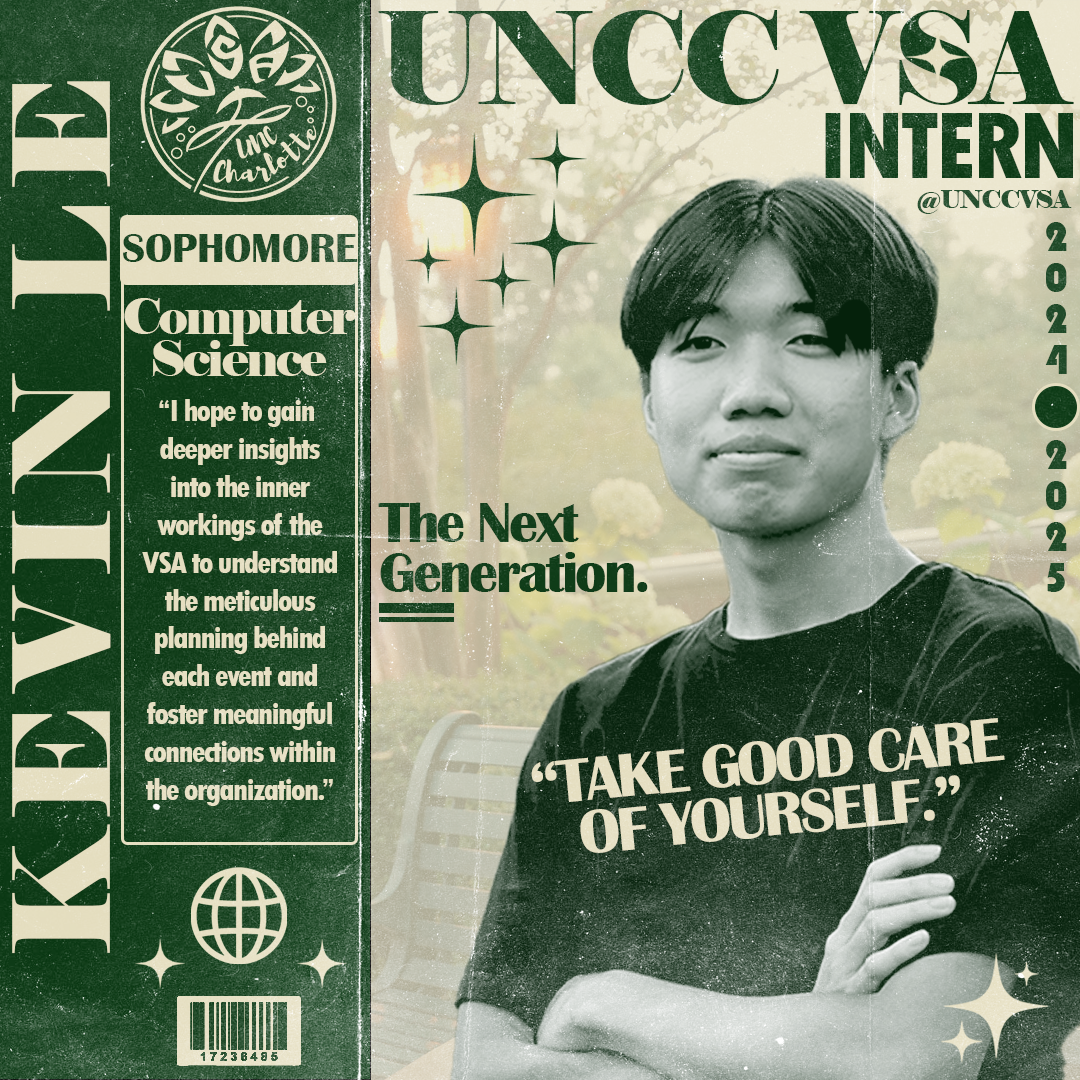 KEVIN LE
VSA
UNC
Charlotte
SOPHOMORE
Computer
Science
“I hope to gain
deeper insights
into the inner
workings of the
VSA to understand
the meticulous
planning behind
each event and
foster meaningful
connections within
the organization.”
17236485
UNCC VSA
INTERN
@UNCCVSA
2024
2025
The Next
Generation.
“TAKE GOOD CARE
OF YOURSELF.”